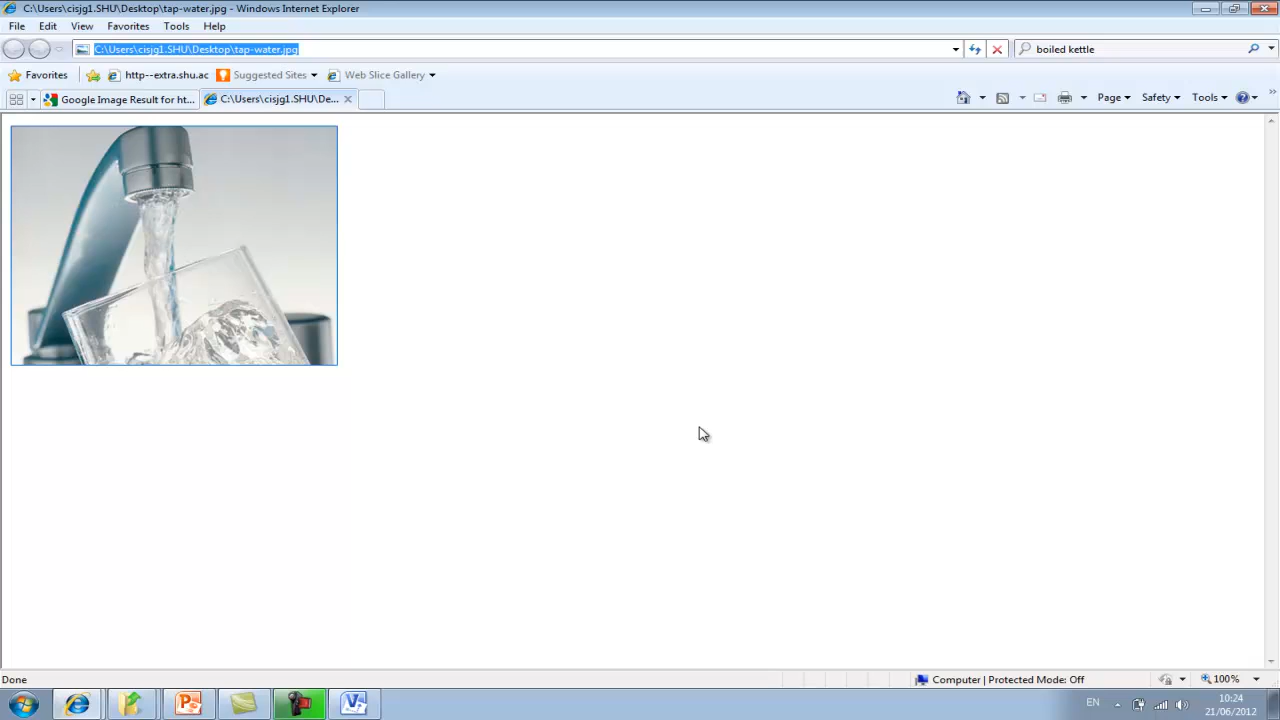 C:\Users\cisjg1.SHU\Desktop\tap-water.jpg - Windows Internet Explorer
File Edit View Favorites Tools Help
C:\Users\cisjg1.SHU\Desktop\tap-water.jpg boiled kettle
Favorites http--extra.shu.ac Suggested Sites Web Slice Gallery
Google Image Result for ht... C:\Users\cisjg1.SHU\De... Page Safety Tools
Done Computer | Protected Mode: Off 100%
EN 10:24
21/06/2012